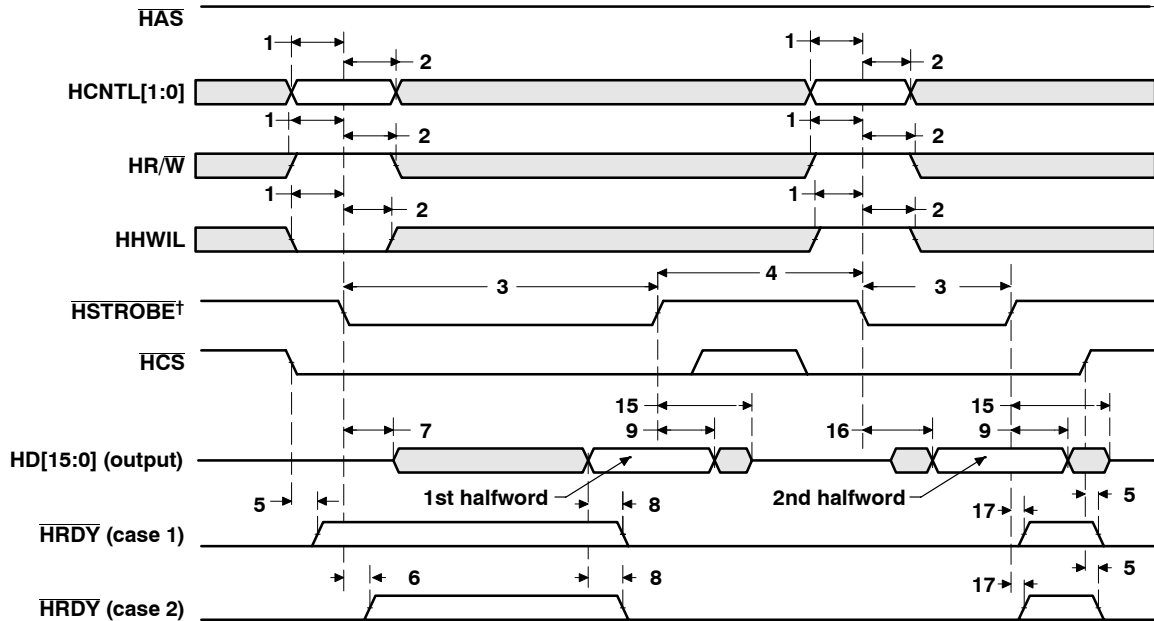 HAS
1
2
1
2
HCNTL[1:0]
1
2
1
2
HR/W
1
2
1
2
HHWIL
3
4
3
HSTROBE†
HCS
15
15
7
9
16
9
HD[15:0] (output)
1st halfword
2nd halfword
5
8
17
5
HRDY (case 1)
6
8
17
5
HRDY (case 2)